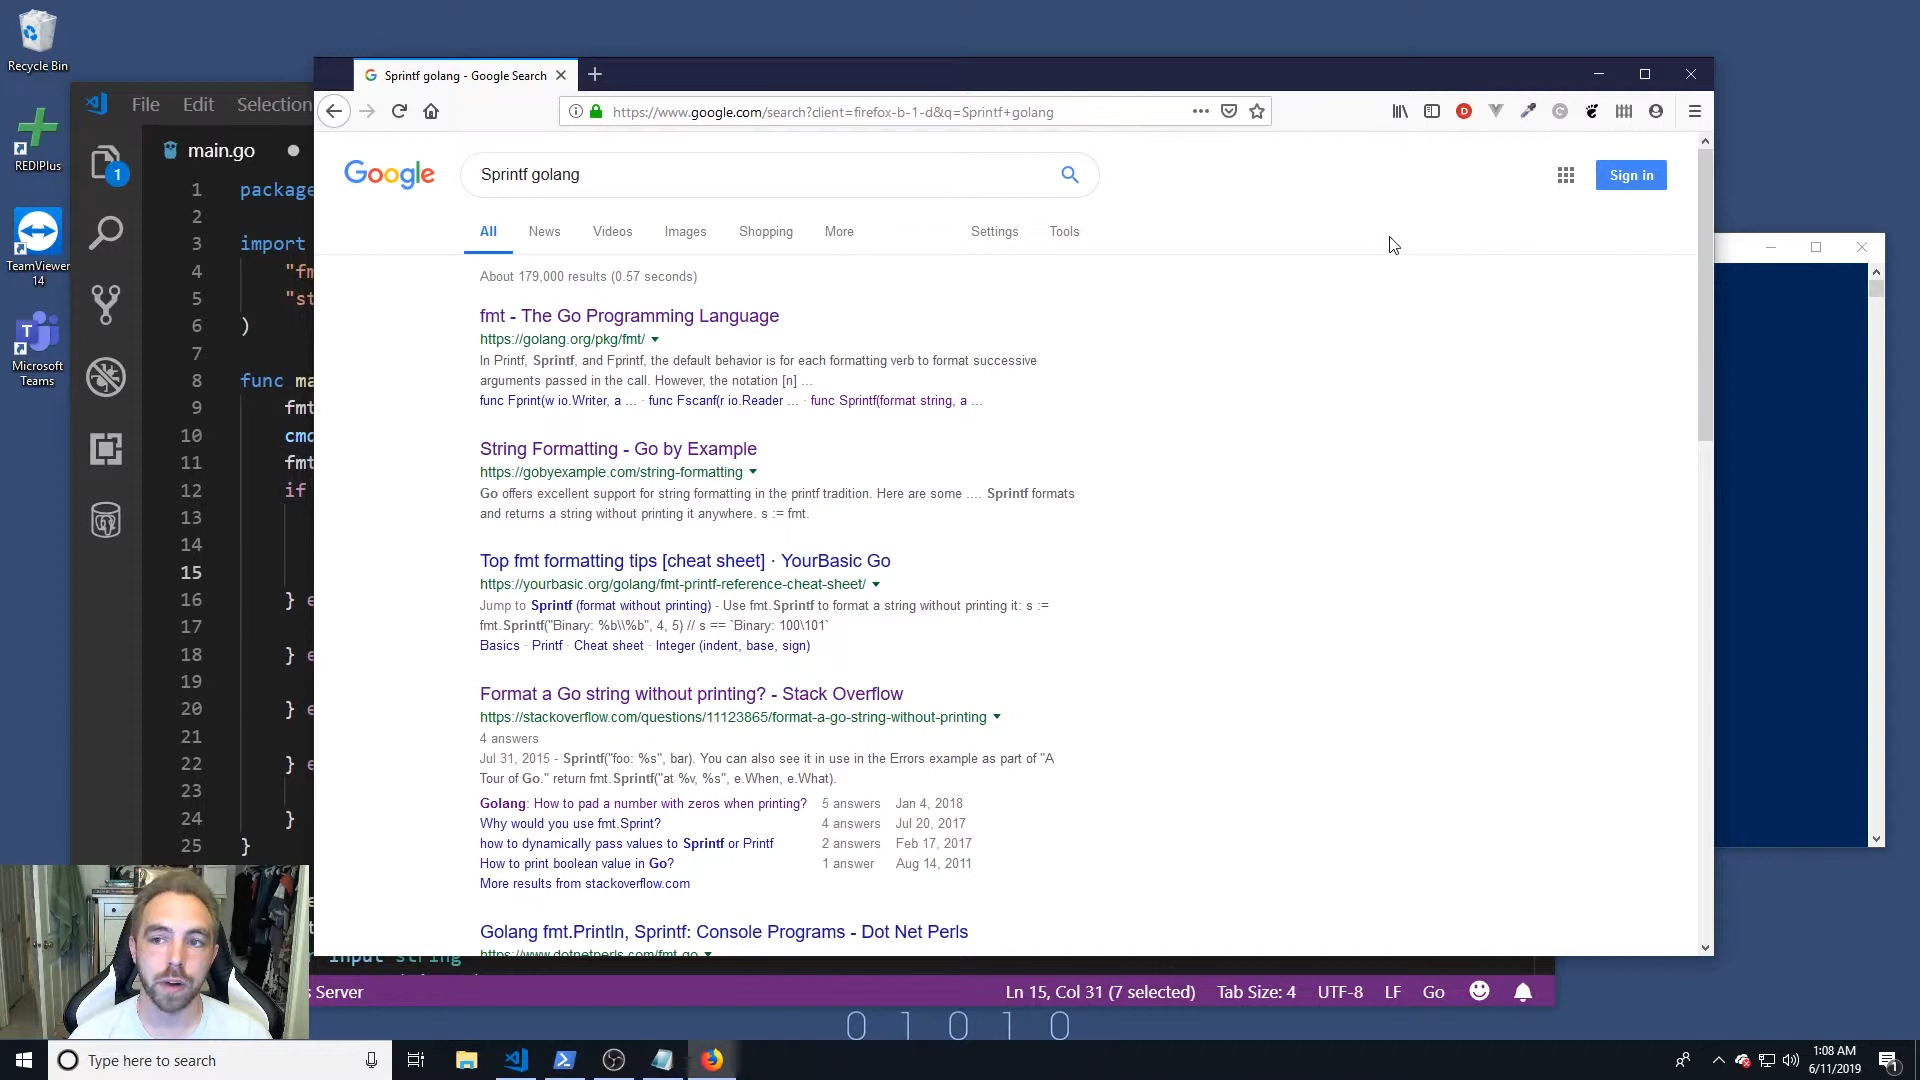 Recycle Bin
REDIPlus
TeamViewer
14
Microsoft
Teams
File Edit Selection
1
main.go
1 package
2
3 import
4 "fm
5 "st
6 )
7
8 func ma
9 fmt
10 cmd
11 fmt
12 if
13
14
15
16 } e
17
18 } e
19
20 } e
21
22 } e
23
24 }
25 }
input string
Server
Ln 15, Col 31 (7 selected) Tab Size: 4 UTF-8 LF Go
Sprintf golang - Google Search
https://www.google.com/search?client=firefox-b-1-d&q=Sprintf+golang
Google
Sprintf golang
Sign in
All News Videos Images Shopping More Settings Tools
About 179,000 results (0.57 seconds)
fmt - The Go Programming Language
https://golang.org/pkg/fmt/
In Printf, Sprintf, and Fprintf, the default behavior is for each formatting verb to format successive
arguments passed in the call. However, the notation [n] ...
func Fprint(w io.Writer, a ... · func Fscanf(r io.Reader ... · func Sprintf(format string, a ...
String Formatting - Go by Example
https://gobyexample.com/string-formatting
Go offers excellent support for string formatting in the printf tradition. Here are some .... Sprintf formats
and returns a string without printing it anywhere. s := fmt.
Top fmt formatting tips [cheat sheet] · YourBasic Go
https://yourbasic.org/golang/fmt-printf-reference-cheat-sheet/
Jump to Sprintf (format without printing) - Use fmt.Sprintf to format a string without printing it: s :=
fmt.Sprintf("Binary: %b\\%b", 4, 5) // s == `Binary: 100\101`
Basics · Printf · Cheat sheet · Integer (indent, base, sign)
Format a Go string without printing? - Stack Overflow
https://stackoverflow.com/questions/11123865/format-a-go-string-without-printing
4 answers
Jul 31, 2015 - Sprintf("foo: %s", bar). You can also see it in use in the Errors example as part of "A
Tour of Go." return fmt.Sprintf("at %v, %s", e.When, e.What).
Golang: How to pad a number with zeros when printing? 5 answers Jan 4, 2018
Why would you use fmt.Sprint? 4 answers Jul 20, 2017
how to dynamically pass values to Sprintf or Printf 2 answers Feb 17, 2017
How to print boolean value in Go? 1 answer Aug 14, 2011
More results from stackoverflow.com
Golang fmt.Println, Sprintf: Console Programs - Dot Net Perls
https://www.dotnetperls.com/fmt-go
0 1 0 1 0
Type here to search
1:08 AM
6/11/2019
1